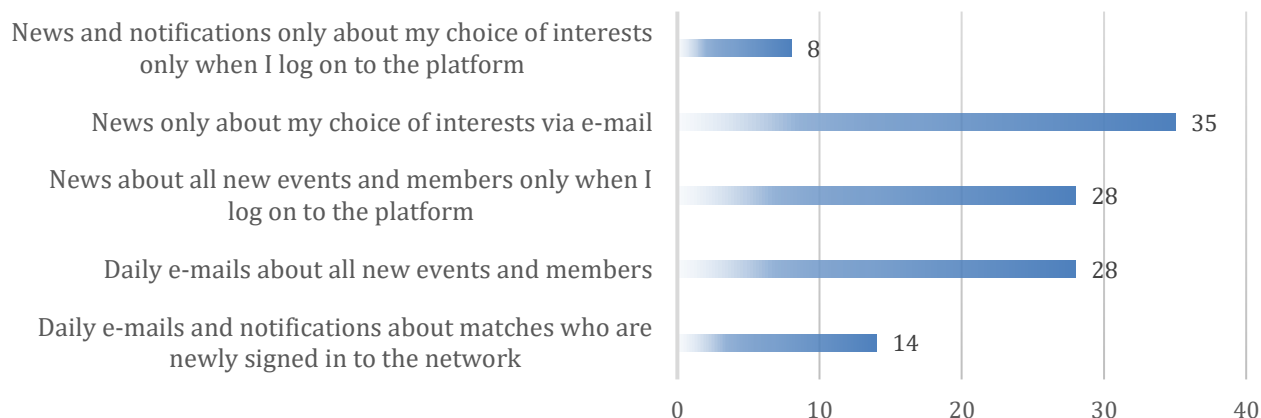 News and notifications only about my choice of interests
only when I log on to the platform
8
News only about my choice of interests via e-mail
35
News about all new events and members only when I
log on to the platform
28
Daily e-mails about all new events and members
28
Daily e-mails and notifications about matches who are
newly signed in to the network
14
0 10 20 30 40